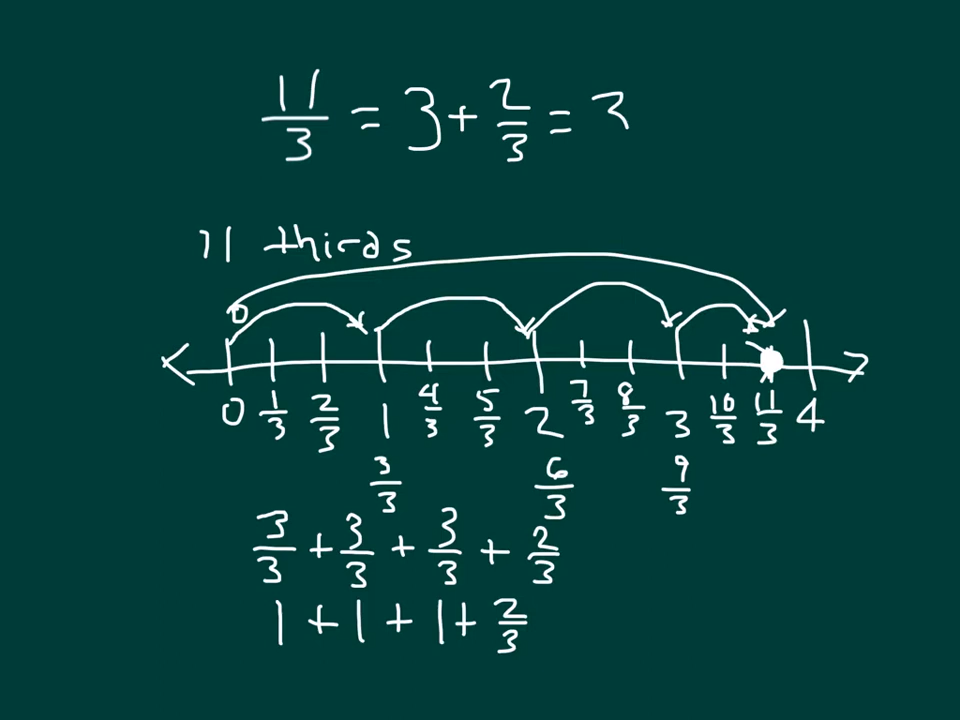 11/3 = 3 + 2/3 = 3
11 thirds
0
0 1/3 2/3 1 4/3 5/3 2 7/3 8/3 3 10/3 11/3 4
3/3 6/3 9/3
3/3 + 3/3 + 3/3 + 2/3
1 + 1 + 1 + 2/3